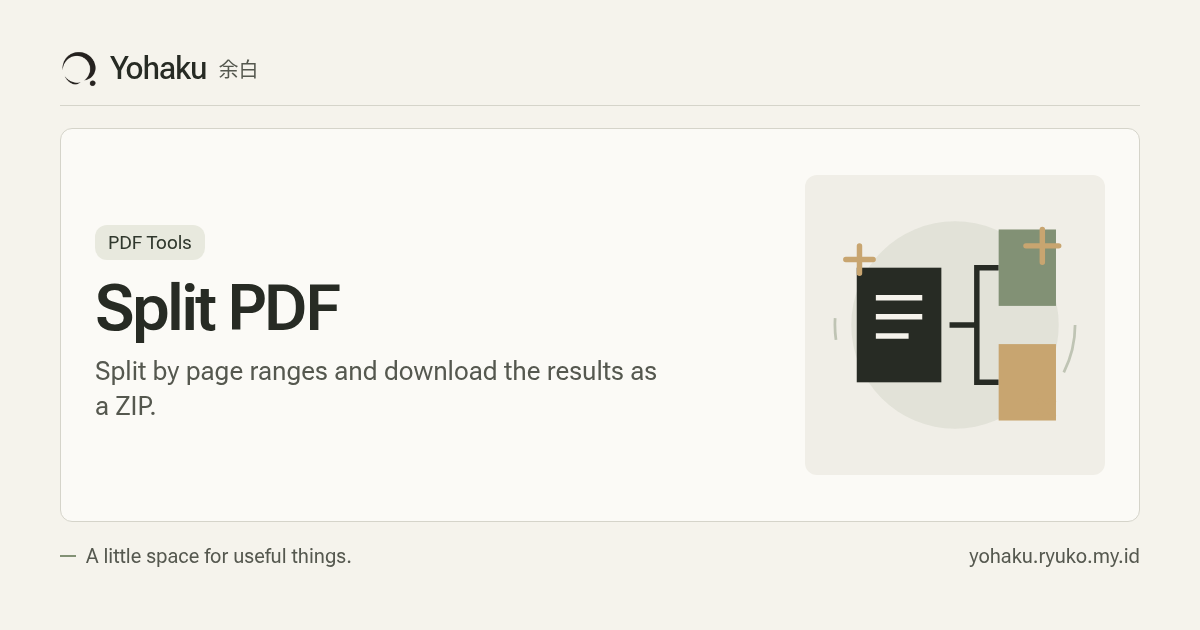 Yohaku 余白
PDF Tools
Split PDF
Split by page ranges and download the results as
a ZIP.
— A little space for useful things.
yohaku.ryuko.my.id